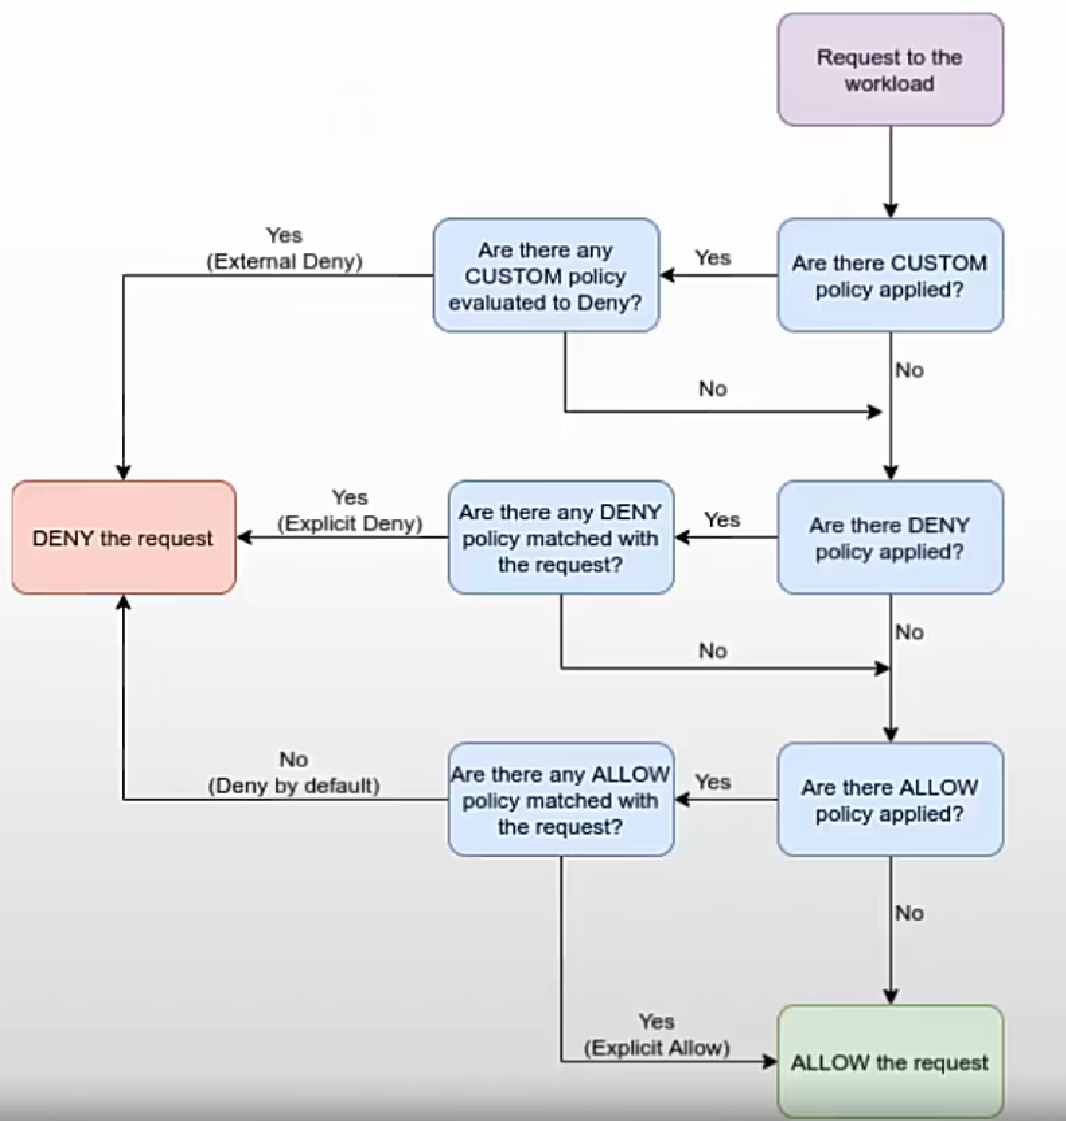 Request to the
workload
Yes
(External Deny)
Are there any
CUSTOM policy
evaluated to Deny?
Yes
Are there CUSTOM
policy applied?
No
No
DENY the request
Yes
(Explicit Deny)
Are there any DENY
policy matched with
the request?
Yes
Are there DENY
policy applied?
No
No
No
(Deny by default)
Are there any ALLOW
policy matched with
the request?
Yes
Are there ALLOW
policy applied?
No
Yes
(Explicit Allow)
ALLOW the request